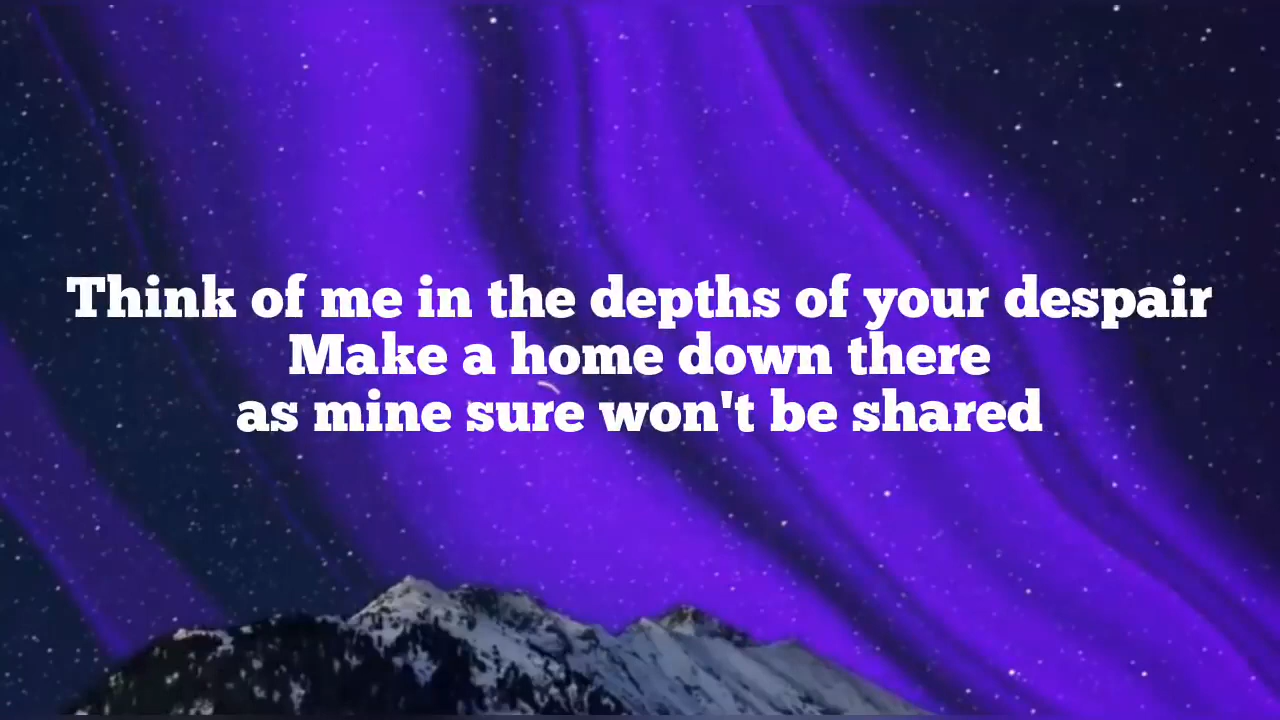 Think of me in the depths of your despair
Make a home down there
as mine sure won't be shared